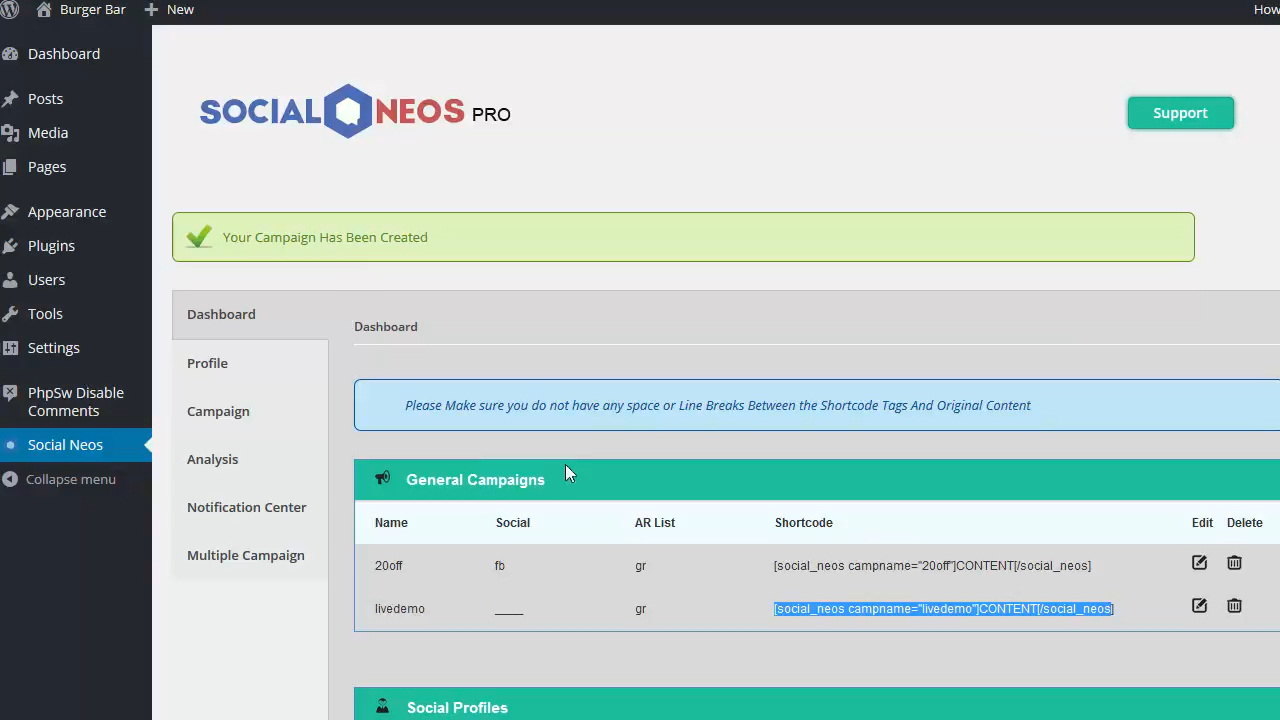 Burger Bar
New
How
Dashboard
Posts
Media
Pages
Appearance
Plugins
Users
Tools
Settings
PhpSw Disable
Comments
Social Neos
Collapse menu
SOCIAL NEOS PRO
Support
Your Campaign Has Been Created
Dashboard
Profile
Campaign
Analysis
Notification Center
Multiple Campaign
Dashboard
Please Make sure you do not have any space or Line Breaks Between the Shortcode Tags And Original Content
General Campaigns
Name Social AR List Shortcode Edit Delete
20off fb gr [social_neos campname="20off"]CONTENT[/social_neos]
livedemo ____ gr [social_neos campname="livedemo"]CONTENT[/social_neos]
Social Profiles